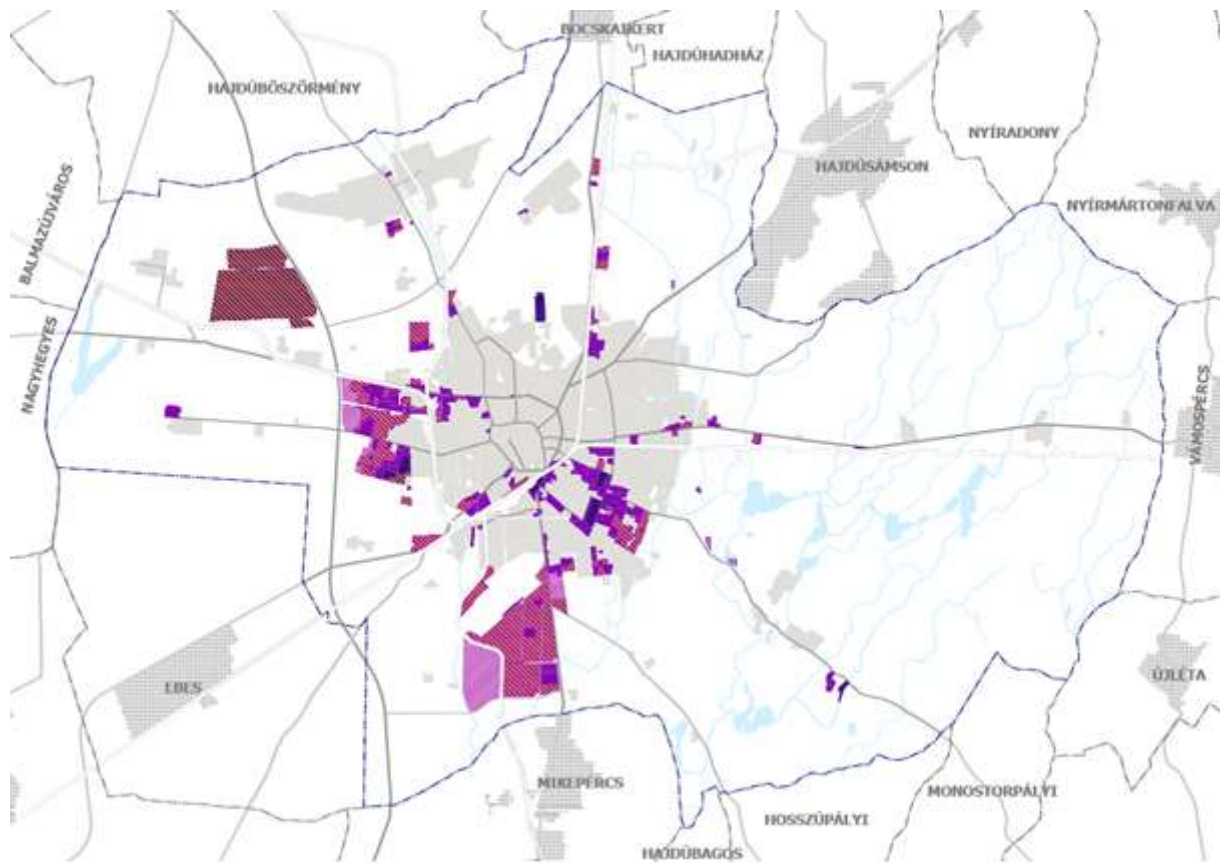 BOCSKAIKERT
HAJDÚHADHÁZ
HAJDÚBÖSZÖRMÉNY
NYÍRADONY
HAJDÚSÁMSON
NYÍRMÁRTONFALVA
BALMAZÚJVÁROS
NAGYHEGYES
VÁMOSPÉRCS
EBES
ÚJLÉTA
MIKEPÉRCS
MONOSTORPÁLYI
HOSSZÚPÁLYI
HAJDÚBAGOS